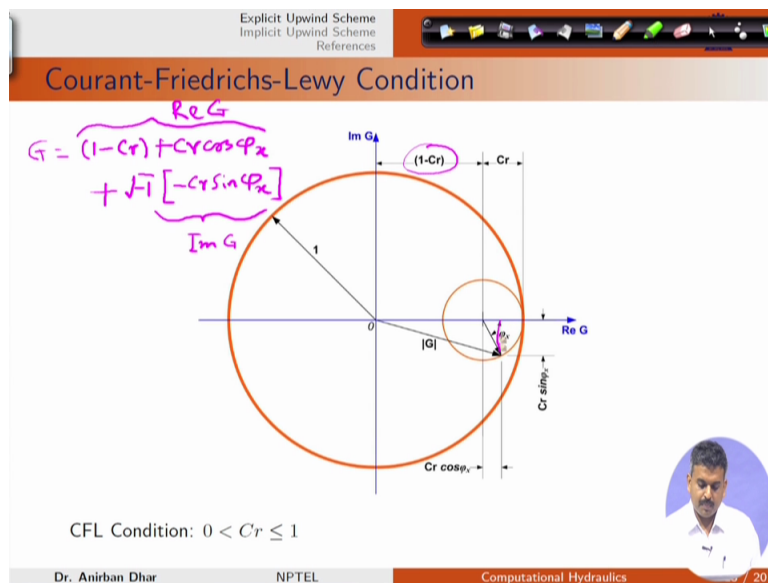 Explicit Upwind Scheme
Implicit Upwind Scheme
References
Courant-Friedrichs-Lewy Condition
Re G
G = (1-Cr) + Cr cos φₓ
+ √-1 [-Cr sin φₓ]
Im G
Im G
(1-Cr)
Cr
1
0
Re G
φₓ
|G|
Cr sinφₓ
Cr cosφₓ
CFL Condition: 0 < Cr ≤ 1
Dr. Anirban Dhar
NPTEL
Computational Hydraulics
/ 20